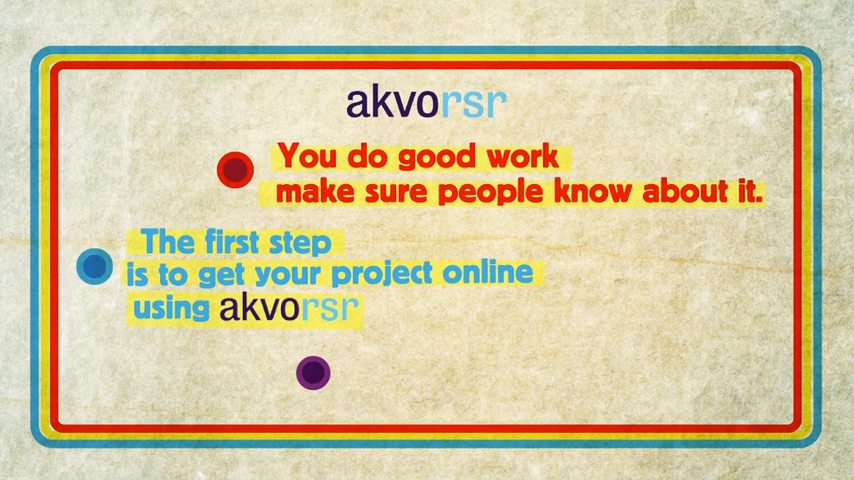 akvorsr
You do good work
make sure people know about it.
The first step
is to get your project online
using akvorsr